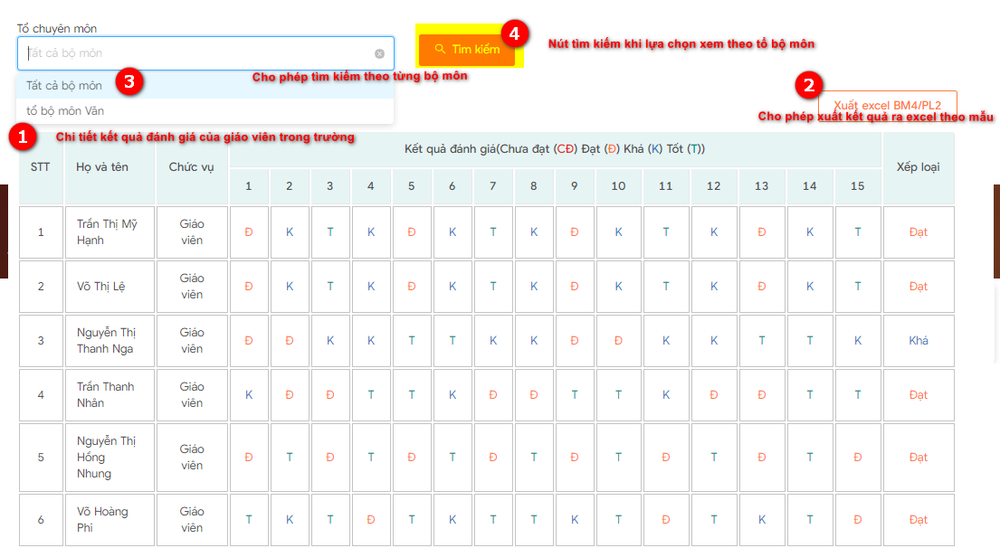 Tổ chuyên môn
Tất cả bộ môn
Tìm kiếm
4
Nút tìm kiếm khi lựa chọn xem theo tổ bộ môn
Cho phép tìm kiếm theo từng bộ môn
Tất cả bộ môn
3
tổ bộ môn Văn
2
Xuất excel BM4/PL2
Cho phép xuất kết quả ra excel theo mẫu
1
Chi tiết kết quả đánh giá của giáo viên trong trường
STT Họ và tên Chức vụ Kết quả đánh giá(Chưa đạt (CĐ) Đạt (Đ) Khá (K) Tốt (T)) Xếp loại
1 2 3 4 5 6 7 8 9 10 11 12 13 14 15
1 Trần Thị Mỹ Hạnh Giáo viên Đ K T K Đ K T K Đ K T K Đ K T Đạt
2 Võ Thị Lệ Giáo viên Đ K T K Đ K T K Đ K T K Đ K T Đạt
3 Nguyễn Thị Thanh Nga Giáo viên Đ Đ K K T T K K Đ Đ K K T T K Khá
4 Trần Thanh Nhân Giáo viên K Đ Đ T T K Đ Đ T T K Đ Đ T T Đạt
5 Nguyễn Thị Hồng Nhung Giáo viên Đ T Đ T Đ T Đ T Đ T Đ T Đ T Đ Đạt
6 Võ Hoàng Phi Giáo viên T K T Đ T K T T K T Đ T K T Đ Đạt